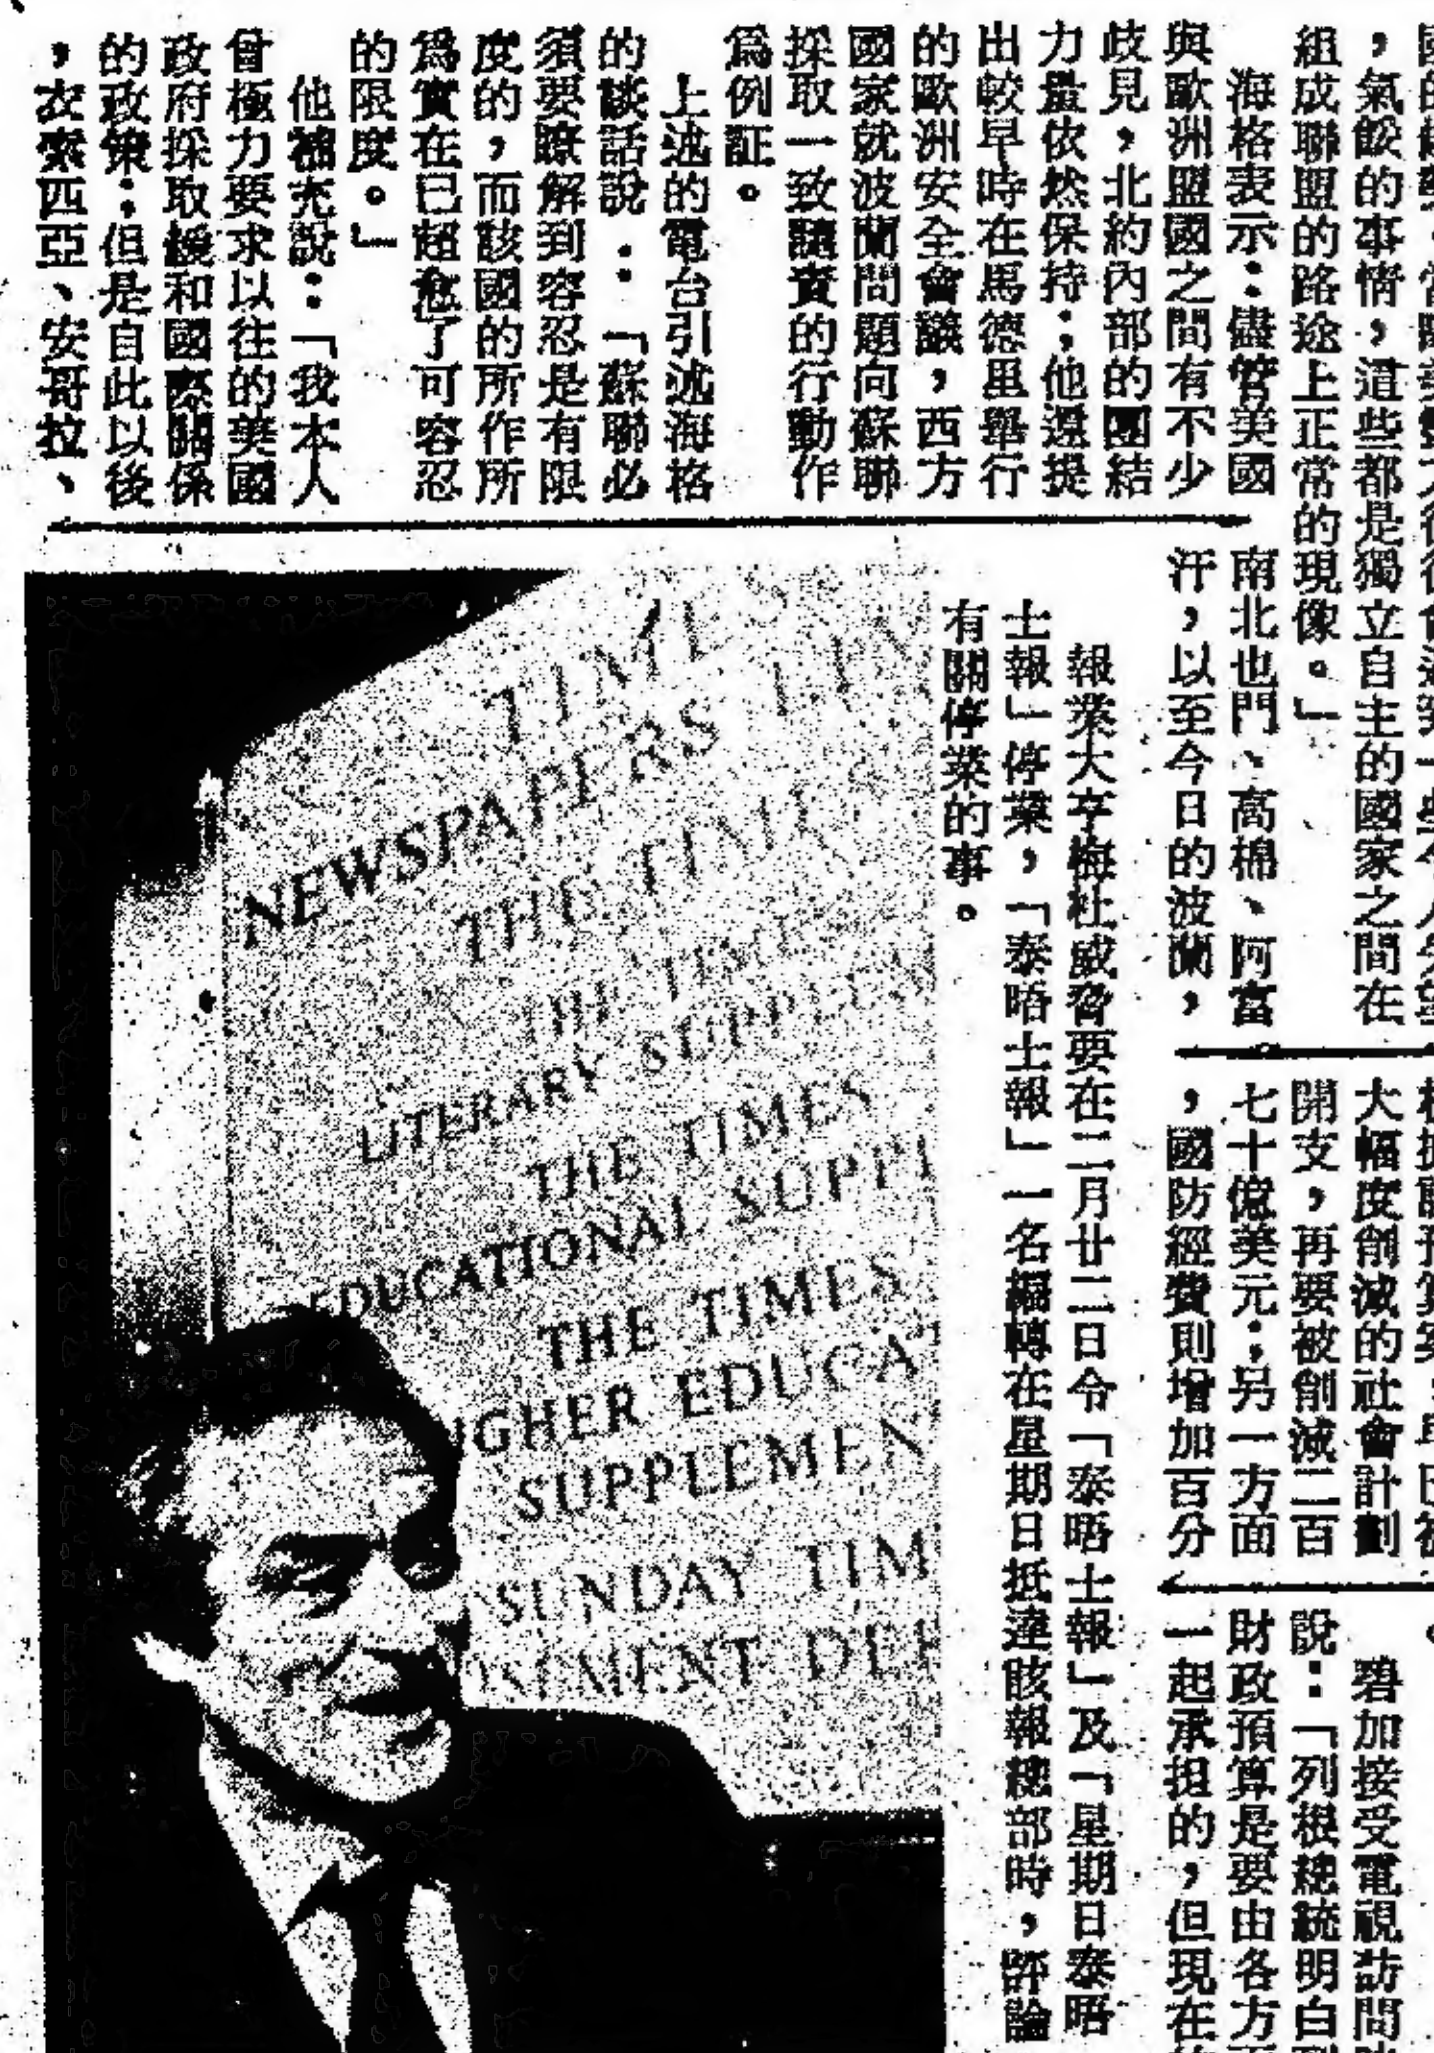 ，氣餒的事情，這些都是獨立自主的國家之間在
組成聯盟的路途上正常的現像。」
海格表示：儘管美國
與歐洲盟國之間有不少
歧見，北約內部的團結
力量依然保持；他還提
出較早時在馬德里舉行
的歐洲安全會議，西方
國家就波蘭問題向蘇聯
採取一致譴責的行動作
為例証。
上述的電台引述海格
的談話說：「蘇聯必
須要瞭解到容忍是有限
度的，而該國的所作所
為實在已超愈了可容忍
的限度。」
他補充說：「我本人
曾極力要求以往的美國
政府採取緩和國際關係
的政策；但是自此以後
，衣索匹亞、安哥拉、
南北也門、高棉、阿富
汗，以至今日的波蘭，
大幅度削減的社會計劃
開支，再要被削減二百
七十億美元；另一方面
，國防經費則增加百分
碧加接受電視訪問
說：「列根總統明白
財政預算是要由各方
一起承担的，但現在
報業大亨梅杜威脅要在二月廿二日令「泰晤士報」及「星期日泰晤
士報」停業，「泰晤士報」一名編輯在星期日抵達該報總部時，評論
有關停業的事。
TIMES
NEWSPAPERS LIM
THE TIMES
THE TIMES
LITERARY SUPPLE
THE TIMES
EDUCATIONAL SUPPL
THE TIMES
HIGHER EDUCA
SUPPLEMEN
SUNDAY TIM